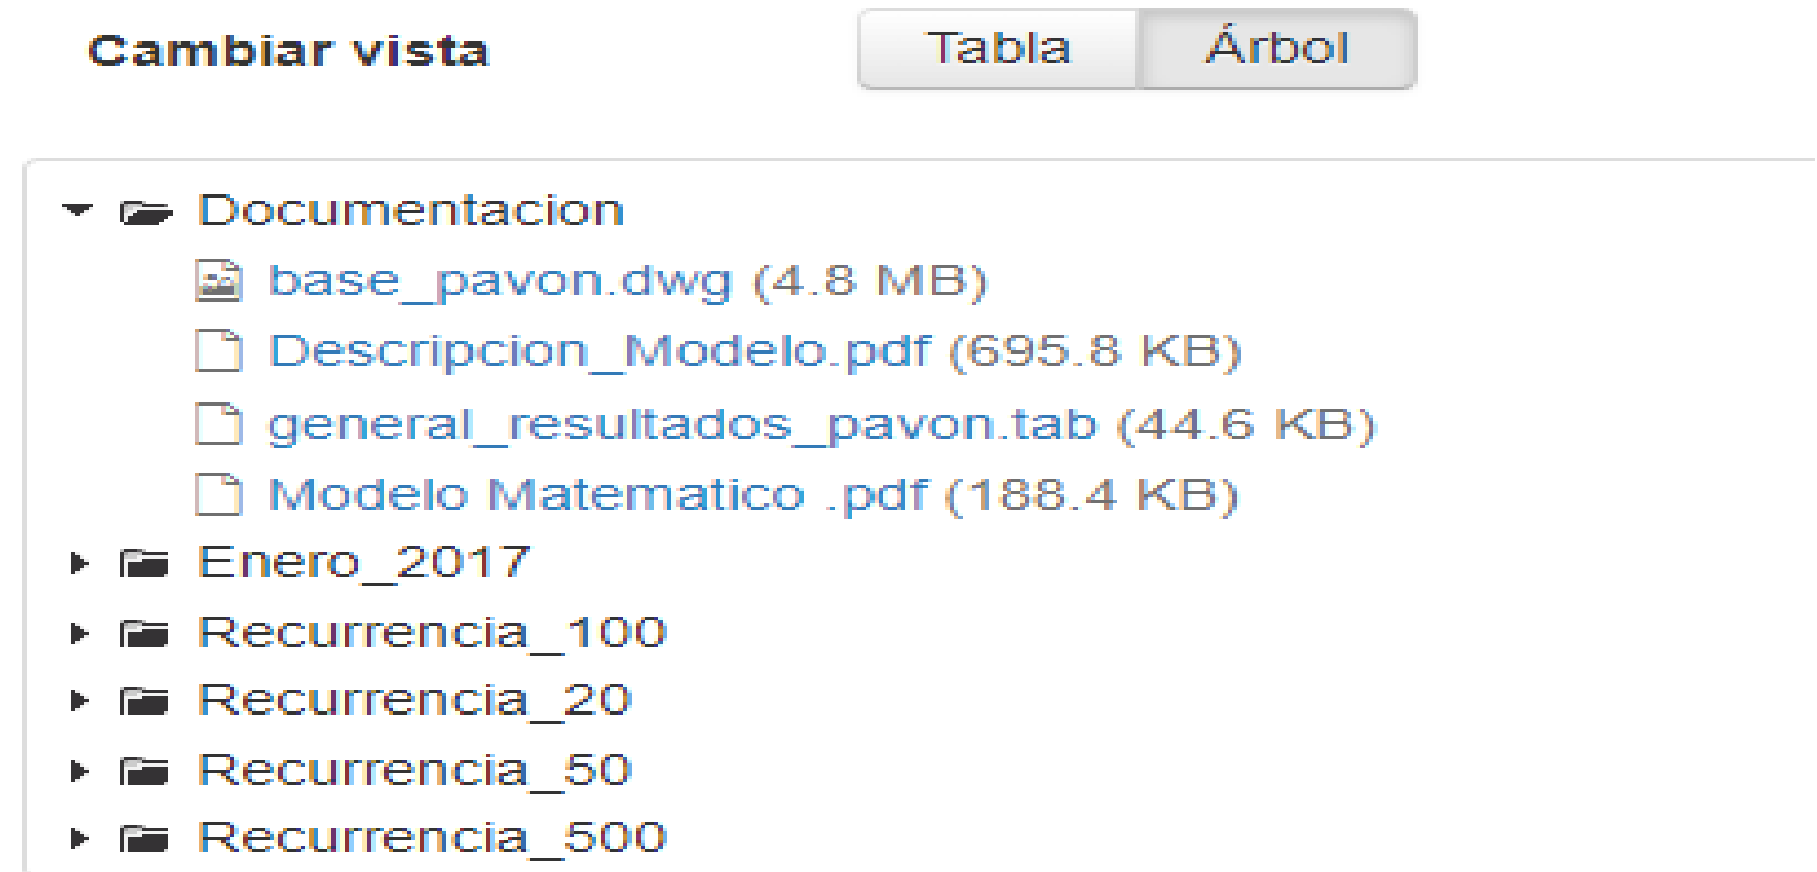 Cambiar vista Tabla Árbol
Documentacion
base_pavon.dwg (4.8 MB)
Descripcion_Modelo.pdf (695.8 KB)
general_resultados_pavon.tab (44.6 KB)
Modelo Matematico .pdf (188.4 KB)
Enero_2017
Recurrencia_100
Recurrencia_20
Recurrencia_50
Recurrencia_500